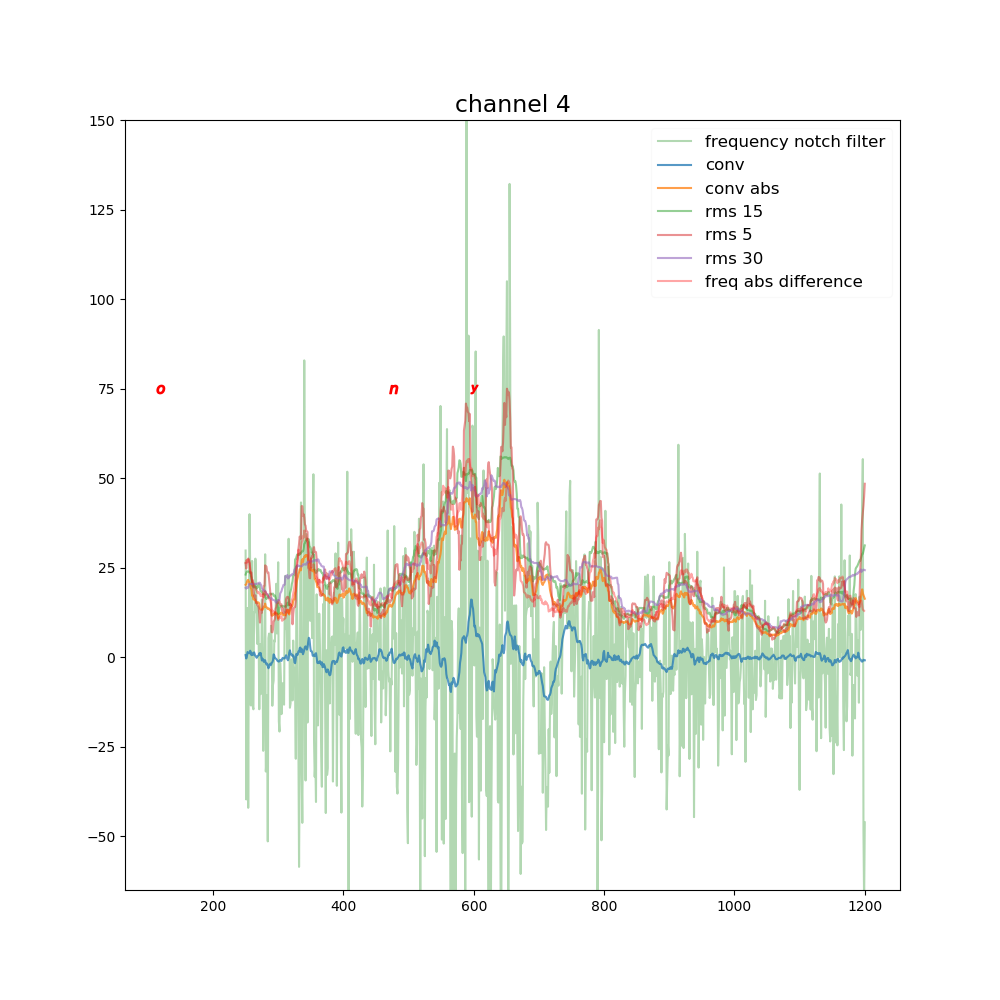 channel 4
150
125
100
75
50
25
0
−25
−50
frequency notch filter
conv
conv abs
rms 15
rms 5
rms 30
freq abs difference
o n y
200 400 600 800 1000 1200